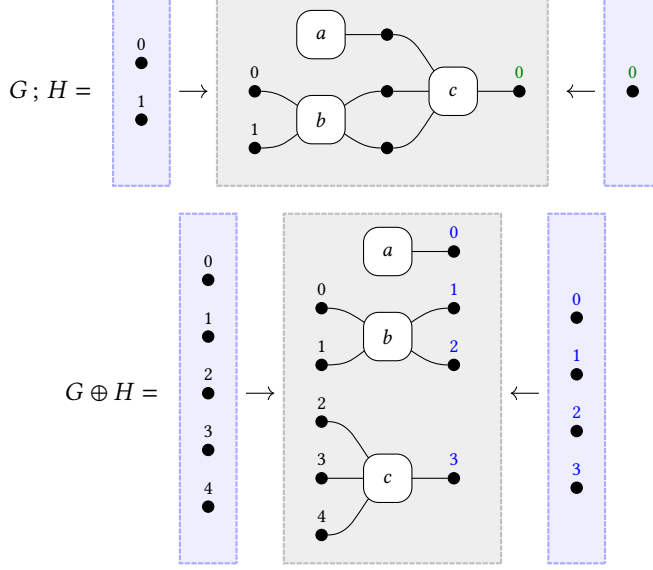 a
0 0 0 0
G ; H = → c ←
1 b
1
0
a
0 0 1 0
1 b
1 2 1
2 2
G ⊕ H = → ←
3 2
3 3 3
c
4 4